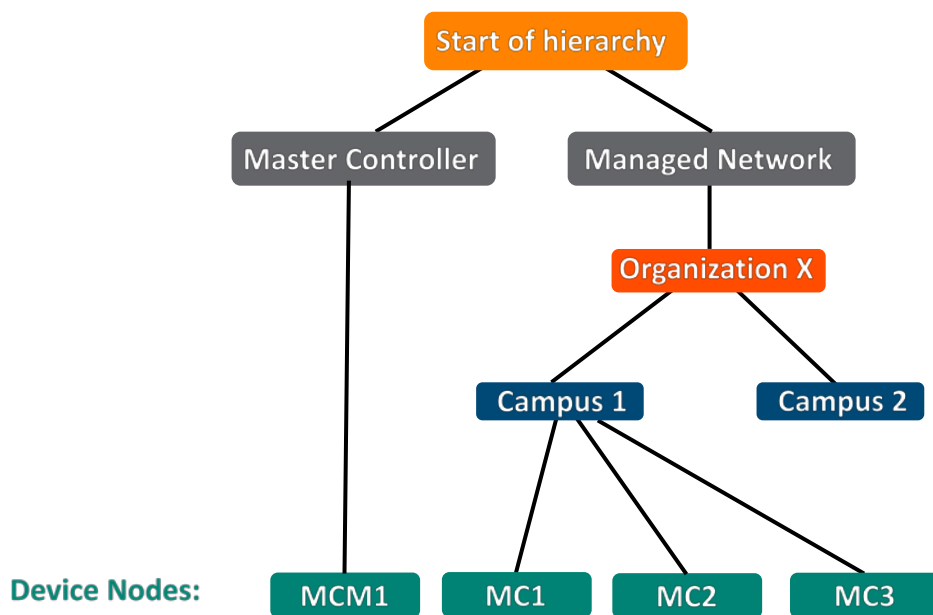 Start of hierarchy
Master Controller
Managed Network
Organization X
Campus 1
Campus 2
Device Nodes:
MCM1
MC1
MC2
MC3